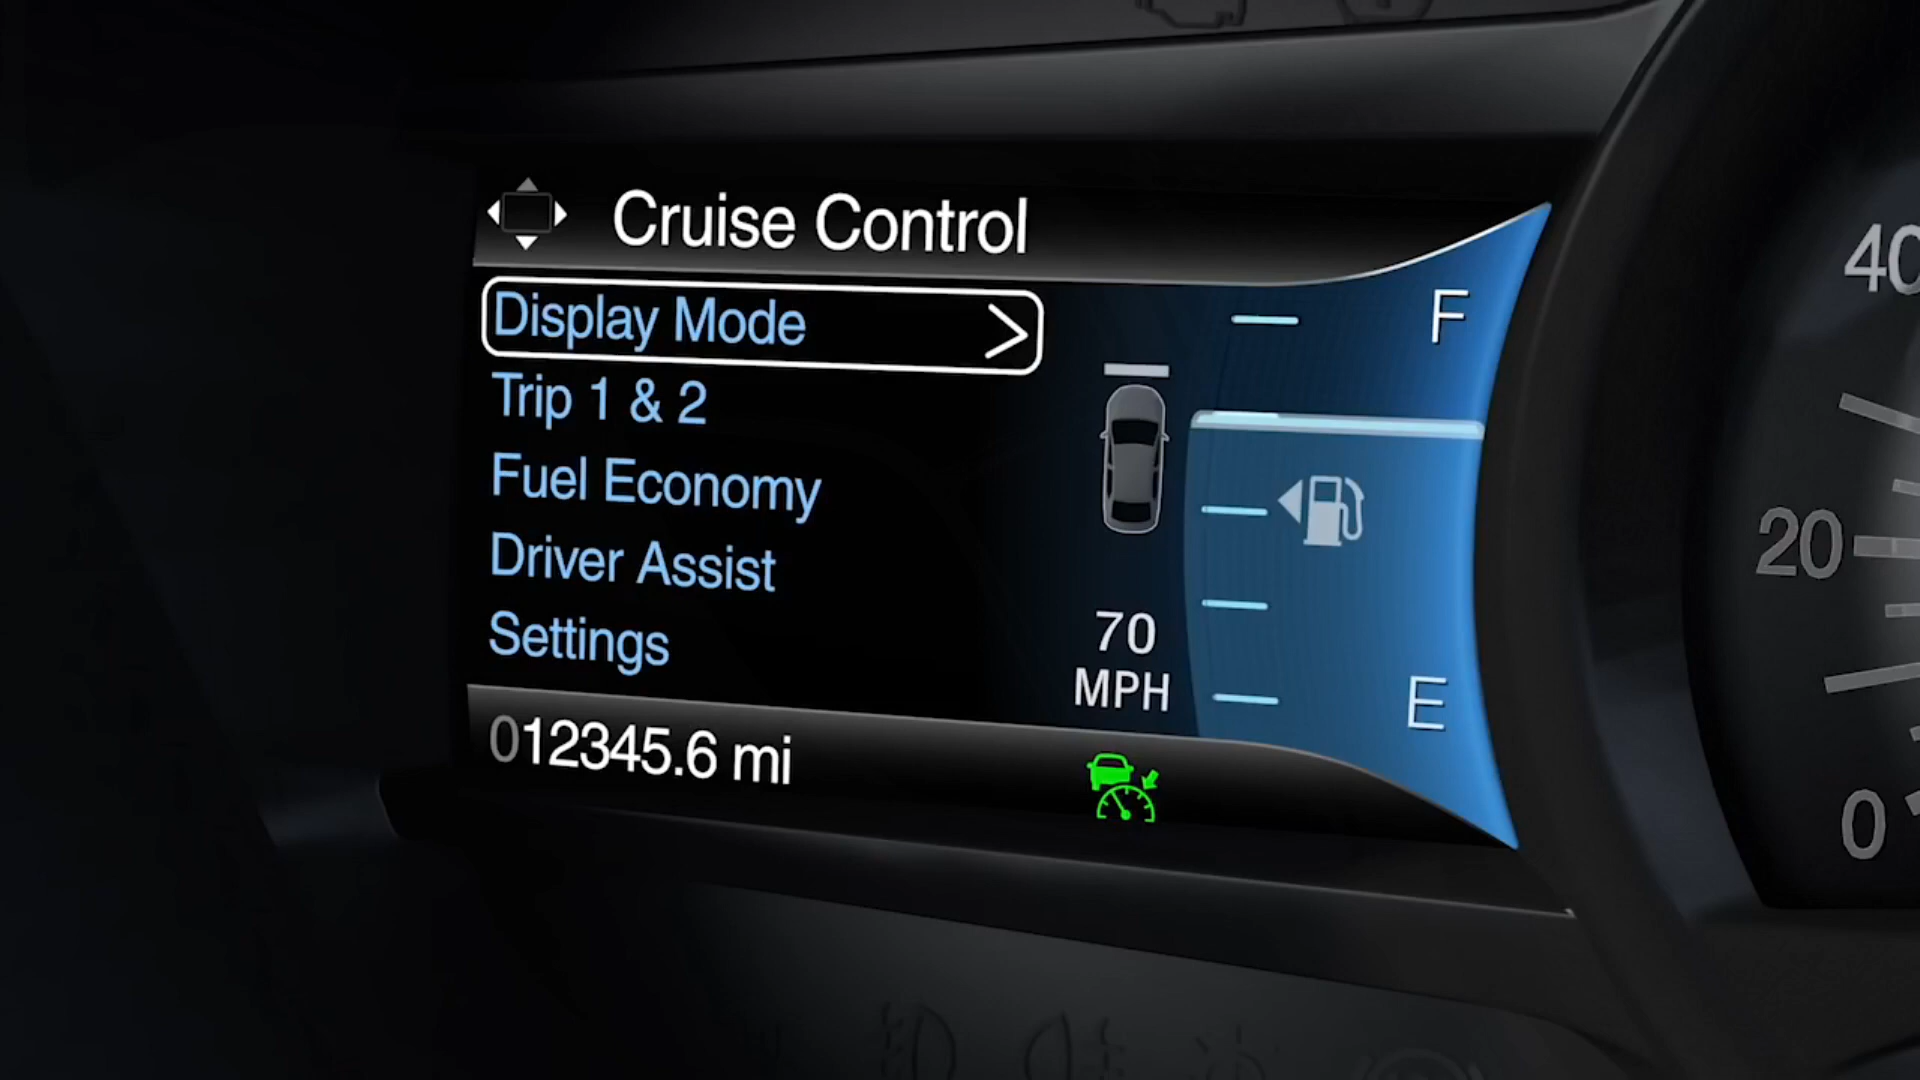 Cruise Control
Display Mode
Trip 1 & 2
Fuel Economy
Driver Assist
Settings
012345.6 mi
70
MPH
F
E
40
20
0